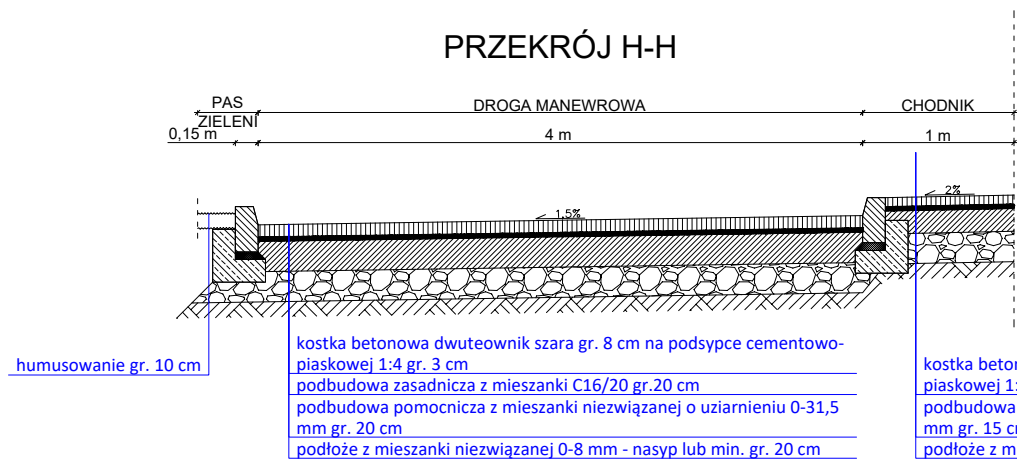 PRZEKRÓJ H-H
PAS
ZIELENI
DROGA MANEWROWA
CHODNIK
0,15 m
4 m
1 m
1,5%
2%
humusowanie gr. 10 cm
kostka betonowa dwuteownik szara gr. 8 cm na podsypce cementowo-
piaskowej 1:4 gr. 3 cm
podbudowa zasadnicza z mieszanki C16/20 gr.20 cm
podbudowa pomocnicza z mieszanki niezwiązanej o uziarnieniu 0-31,5
mm gr. 20 cm
podłoże z mieszanki niezwiązanej 0-8 mm - nasyp lub min. gr. 20 cm
kostka beto
piaskowej 1:
podbudowa
mm gr. 15 c
podłoże z m